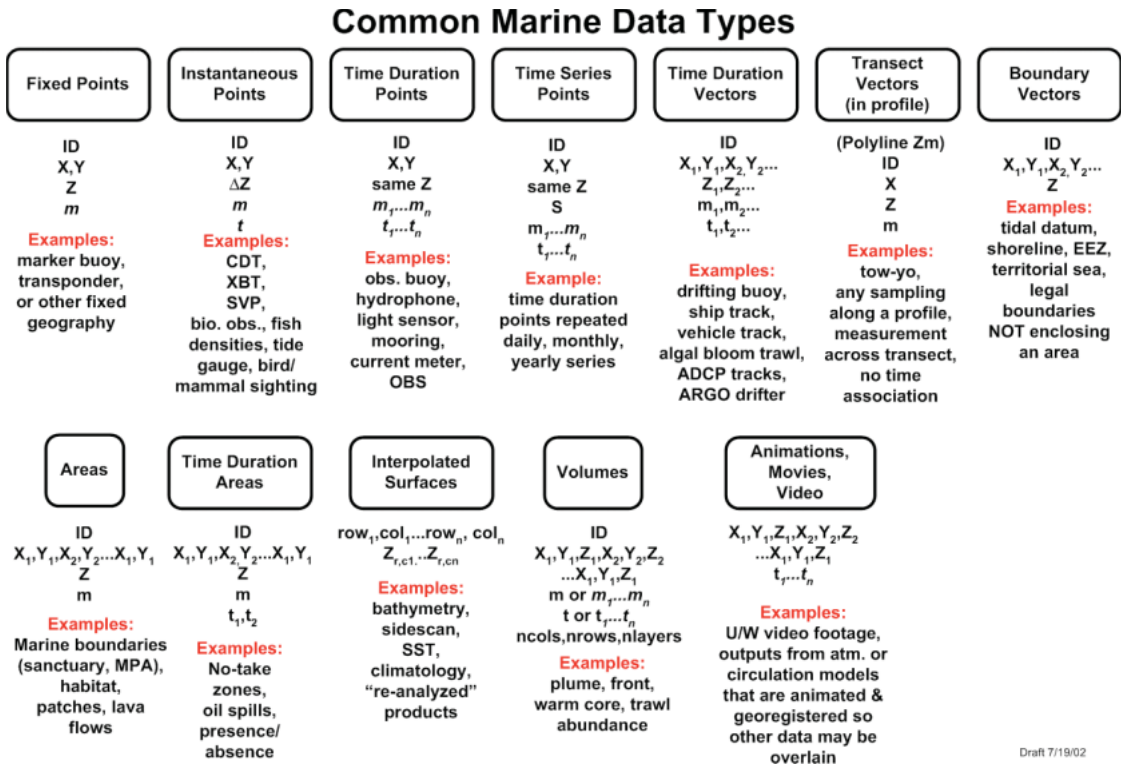 Common Marine Data Types
Fixed Points
ID
X,Y
Z
m
Examples:
marker buoy,
transponder,
or other fixed
geography
Instantaneous
Points
ID
X,Y
ΔZ
m
t
Examples:
CDT,
XBT,
SVP,
bio. obs., fish
densities, tide
gauge, bird/
mammal sighting
Time Duration
Points
ID
X,Y
same Z
m₁...mₙ
t₁...tₙ
Examples:
obs. buoy,
hydrophone,
light sensor,
mooring,
current meter,
OBS
Time Series
Points
ID
X,Y
same Z
S
m₁...mₙ
t₁...tₙ
Example:
time duration
points repeated
daily, monthly,
yearly series
Time Duration
Vectors
ID
X₁,Y₁,X₂,Y₂...
Z₁,Z₂...
m₁,m₂...
t₁,t₂...
Examples:
drifting buoy,
ship track,
vehicle track,
algal bloom trawl,
ADCP tracks,
ARGO drifter
Transect
Vectors
(in profile)
(Polyline Zm)
ID
X
Z
m
Examples:
tow-yo,
any sampling
along a profile,
measurement
across transect,
no time
association
Boundary
Vectors
ID
X₁,Y₁,X₂,Y₂...
Z
Examples:
tidal datum,
shoreline, EEZ,
territorial sea,
legal
boundaries
NOT enclosing
an area
Areas
ID
X₁,Y₁,X₂,Y₂...X₁,Y₁
Z
m
Examples:
Marine boundaries
(sanctuary, MPA),
habitat,
patches, lava
flows
Time Duration
Areas
ID
X₁,Y₁,X₂,Y₂...X₁,Y₁
Z
m
t₁,t₂
Examples:
No-take
zones,
oil spills,
presence/
absence
Interpolated
Surfaces
row₁,col₁...rowₙ, colₙ
Z r,c1...Z r,cn
Examples:
bathymetry,
sidescan,
SST,
climatology,
“re-analyzed”
products
Volumes
ID
X₁,Y₁,Z₁,X₂,Y₂,Z₂
...X₁,Y₁,Z₁
m or m₁...mₙ
t or t₁...tₙ
ncols,nrows,nlayers
Examples:
plume, front,
warm core, trawl
abundance
Animations,
Movies,
Video
X₁,Y₁,Z₁,X₂,Y₂,Z₂
...X₁,Y₁,Z₁
t₁...tₙ
Examples:
U/W video footage,
outputs from atm. or
circulation models
that are animated &
georegistered so
other data may be
overlain
Draft 7/19/02